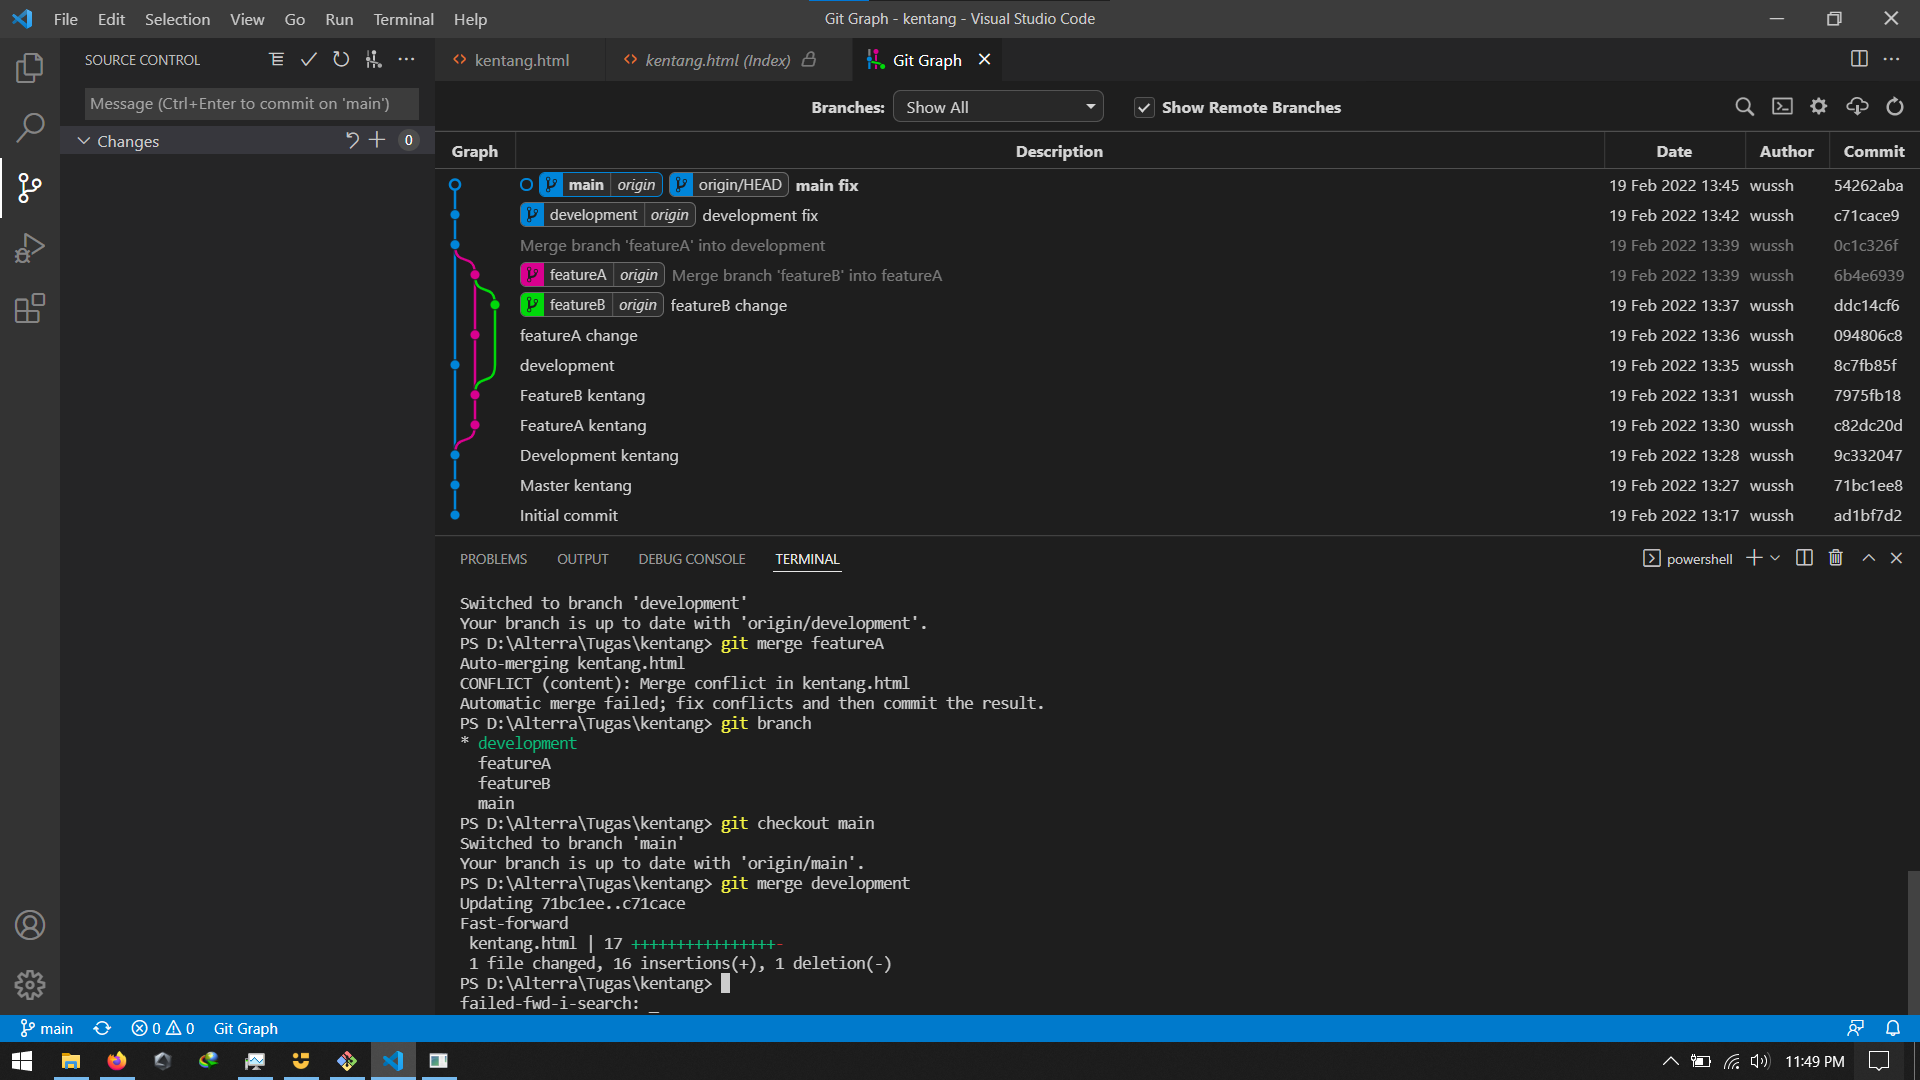 File Edit Selection View Go Run Terminal Help
Git Graph - kentang - Visual Studio Code
SOURCE CONTROL
Message (Ctrl+Enter to commit on 'main')
Changes 0
kentang.html
kentang.html (Index)
Git Graph
Branches: Show All Show Remote Branches
Graph Description Date Author Commit
main origin origin/HEAD main fix 19 Feb 2022 13:45 wussh 54262aba
development origin development fix 19 Feb 2022 13:42 wussh c71cace9
Merge branch 'featureA' into development 19 Feb 2022 13:39 wussh 0c1c326f
featureA origin Merge branch 'featureB' into featureA 19 Feb 2022 13:39 wussh 6b4e6939
featureB origin featureB change 19 Feb 2022 13:37 wussh ddc14cf6
featureA change 19 Feb 2022 13:36 wussh 094806c8
development 19 Feb 2022 13:35 wussh 8c7fb85f
FeatureB kentang 19 Feb 2022 13:31 wussh 7975fb18
FeatureA kentang 19 Feb 2022 13:30 wussh c82dc20d
Development kentang 19 Feb 2022 13:28 wussh 9c332047
Master kentang 19 Feb 2022 13:27 wussh 71bc1ee8
Initial commit 19 Feb 2022 13:17 wussh ad1bf7d2
PROBLEMS OUTPUT DEBUG CONSOLE TERMINAL powershell
Switched to branch 'development'
Your branch is up to date with 'origin/development'.
PS D:\Alterra\Tugas\kentang> git merge featureA
Auto-merging kentang.html
CONFLICT (content): Merge conflict in kentang.html
Automatic merge failed; fix conflicts and then commit the result.
PS D:\Alterra\Tugas\kentang> git branch
* development
featureA
featureB
main
PS D:\Alterra\Tugas\kentang> git checkout main
Switched to branch 'main'
Your branch is up to date with 'origin/main'.
PS D:\Alterra\Tugas\kentang> git merge development
Updating 71bc1ee..c71cace
Fast-forward
kentang.html | 17 ++++++++++++++++-
1 file changed, 16 insertions(+), 1 deletion(-)
PS D:\Alterra\Tugas\kentang>
failed-fwd-i-search: _
main 0 0 Git Graph
11:49 PM